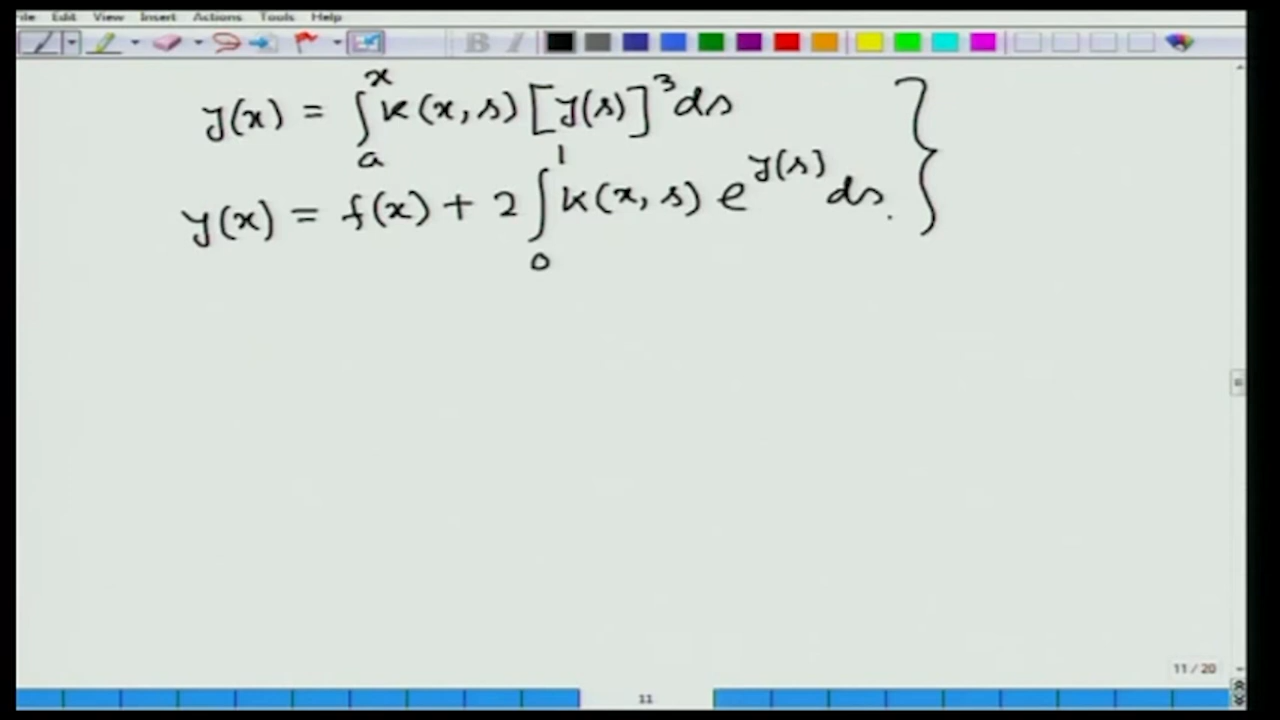 File Edit View Insert Actions Tools Help
B I
y(x) = ∫_a^x k(x, s) [y(s)]^3 ds
y(x) = f(x) + 2 ∫_0^1 k(x, s) e^{y(s)} ds.
11 / 20
11